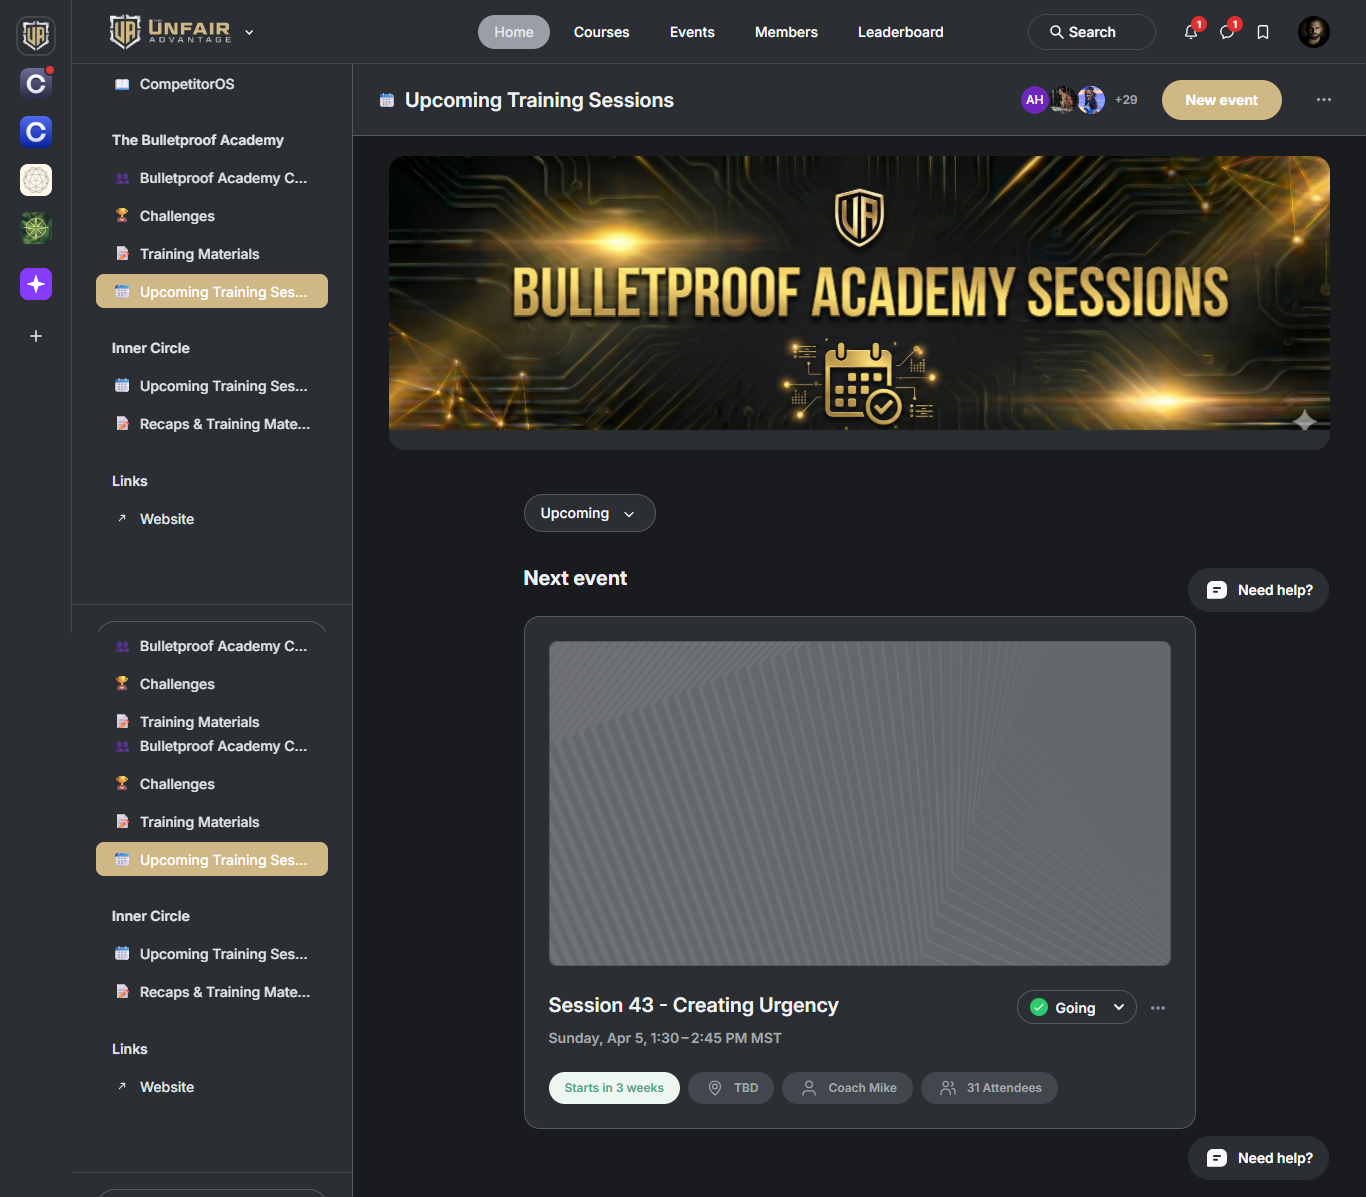 THE
UNFAIR
ADVANTAGE
Home
Courses
Events
Members
Leaderboard
Search
1
1
CompetitorOS
The Bulletproof Academy
Bulletproof Academy C...
Challenges
Training Materials
Upcoming Training Ses...
Inner Circle
Upcoming Training Ses...
Recaps & Training Mate...
Links
Website
Bulletproof Academy C...
Challenges
Training Materials
Bulletproof Academy C...
Challenges
Training Materials
Upcoming Training Ses...
Inner Circle
Upcoming Training Ses...
Recaps & Training Mate...
Links
Website
Upcoming Training Sessions
AH
+29
New event
UA
BULLETPROOF ACADEMY SESSIONS
Upcoming
Next event
Need help?
Session 43 - Creating Urgency
Going
Sunday, Apr 5, 1:30 – 2:45 PM MST
Starts in 3 weeks
TBD
Coach Mike
31 Attendees
Need help?